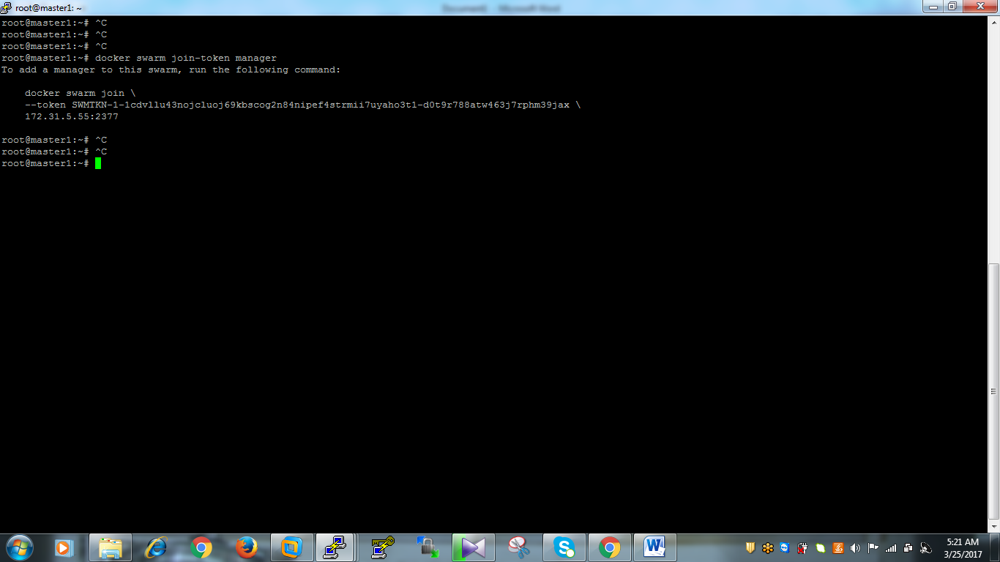 root@master1: ~
Document1 - Microsoft Word
root@master1:~# ^C
root@master1:~# ^C
root@master1:~# ^C
root@master1:~# docker swarm join-token manager
To add a manager to this swarm, run the following command:
docker swarm join \
--token SWMTKN-1-1cdvllu43nojcluoj69kbscog2n84nipef4strmii7uyaho3t1-d0t9r788atw463j7rphm39jax \
172.31.5.55:2377
root@master1:~# ^C
root@master1:~# ^C
root@master1:~#
5:21 AM
3/25/2017